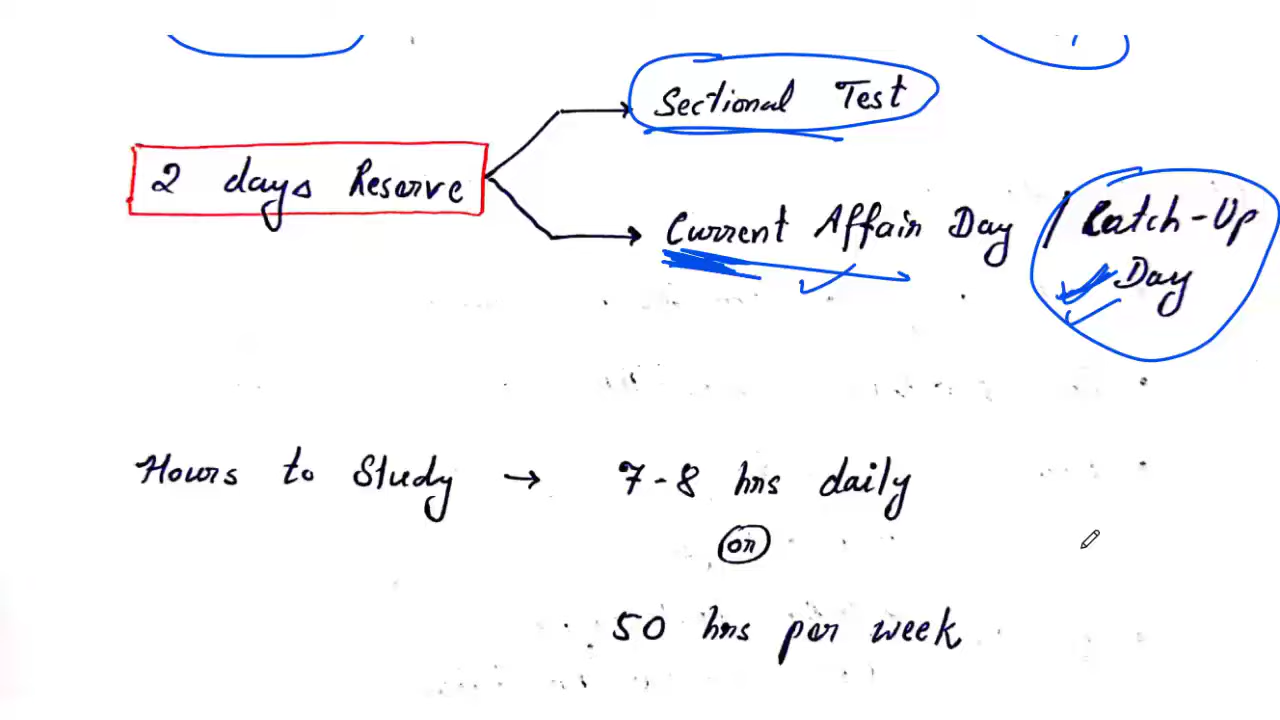 Sectional Test
2 days Reserve
Current Affair Day / Catch-Up
Day
Hours to Study → 7-8 hrs daily
or
50 hrs per week